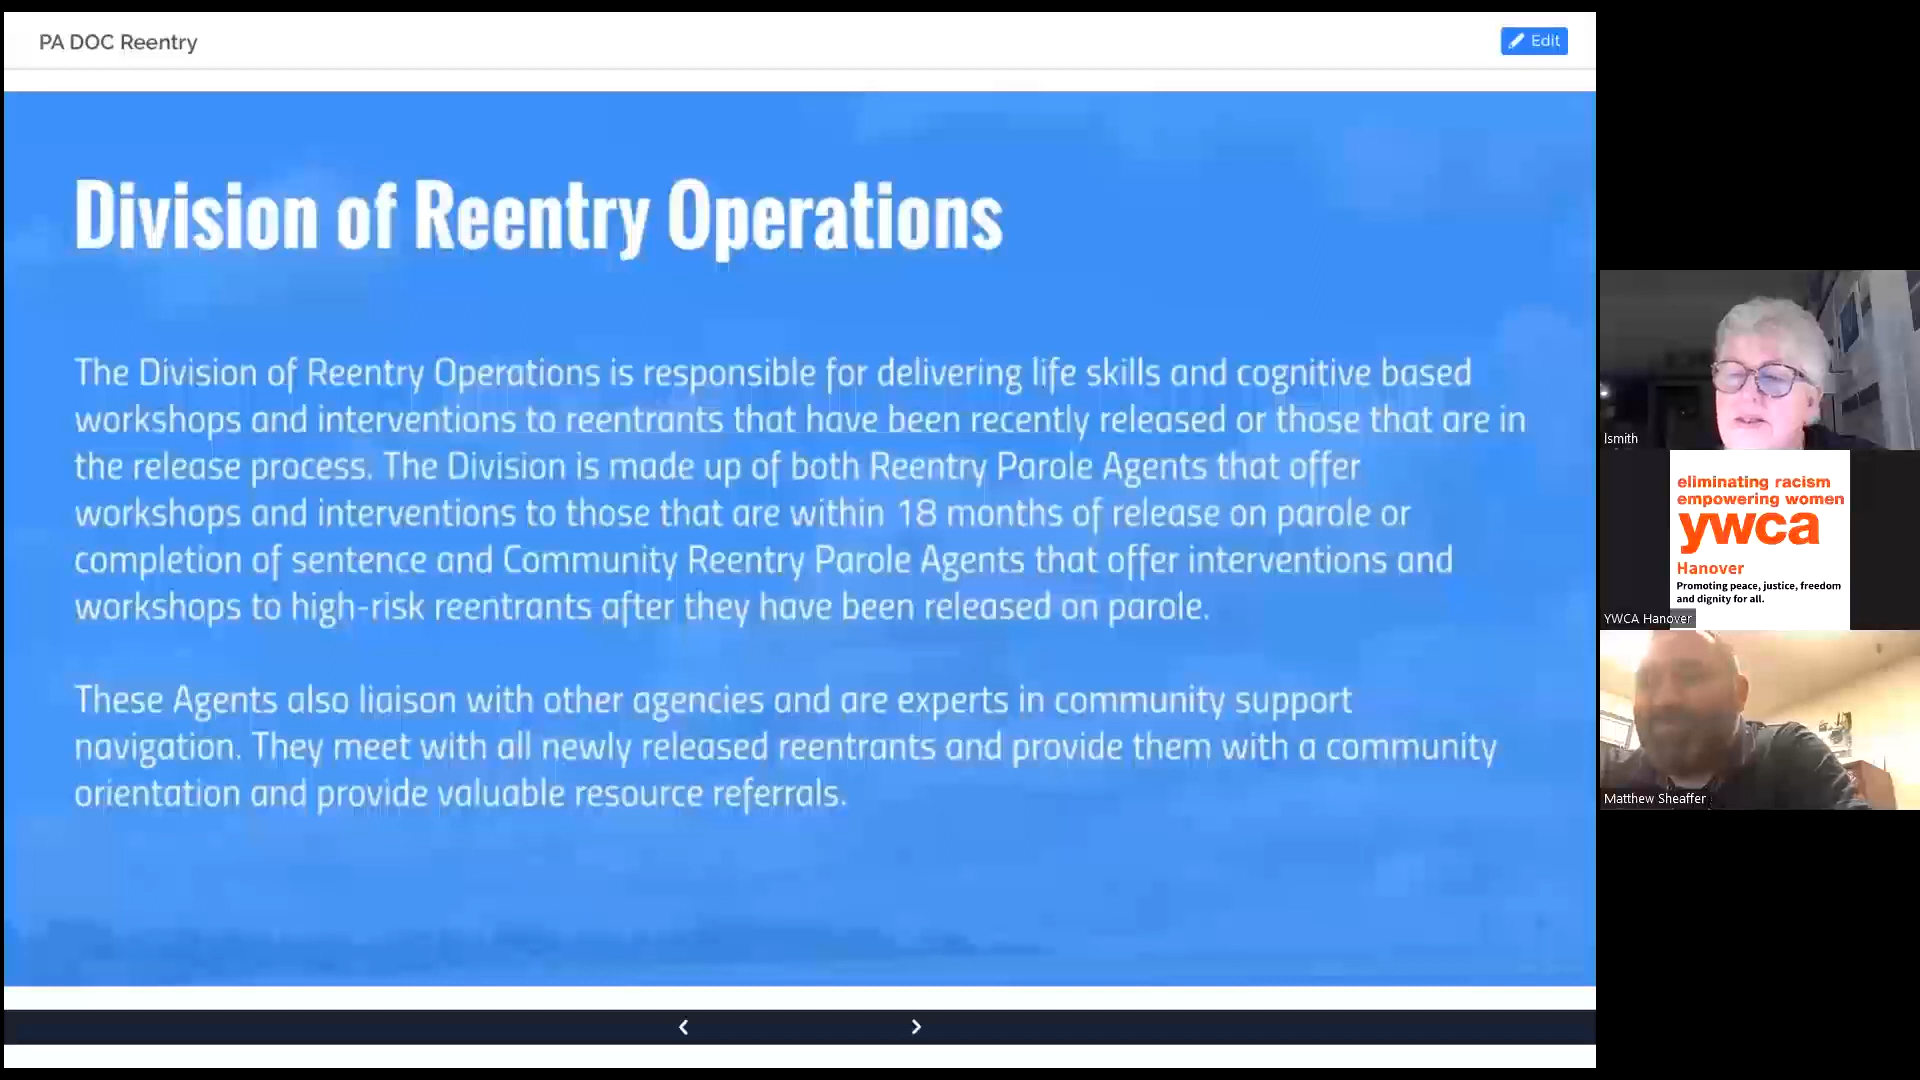 PA DOC Reentry
Edit
Division of Reentry Operations
The Division of Reentry Operations is responsible for delivering life skills and cognitive based
workshops and interventions to reentrants that have been recently released or those that are in
the release process. The Division is made up of both Reentry Parole Agents that offer
workshops and interventions to those that are within 18 months of release on parole or
completion of sentence and Community Reentry Parole Agents that offer interventions and
workshops to high-risk reentrants after they have been released on parole.
These Agents also liaison with other agencies and are experts in community support
navigation. They meet with all newly released reentrants and provide them with a community
orientation and provide valuable resource referrals.
lsmith
eliminating racism
empowering women
ywca
Hanover
Promoting peace, justice, freedom
and dignity for all.
YWCA Hanover
Matthew Sheaffer